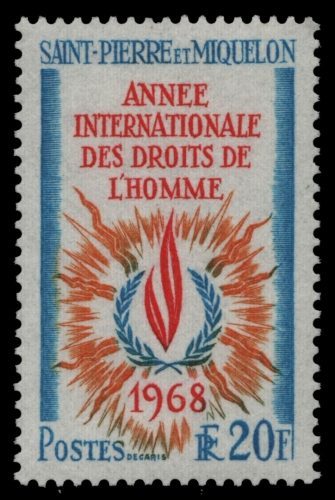 SAINT-PIERRE ET MIQUELON
ANNEE
INTERNATIONALE
DES DROITS DE
L'HOMME
1968
POSTES DECARIS RF 20F